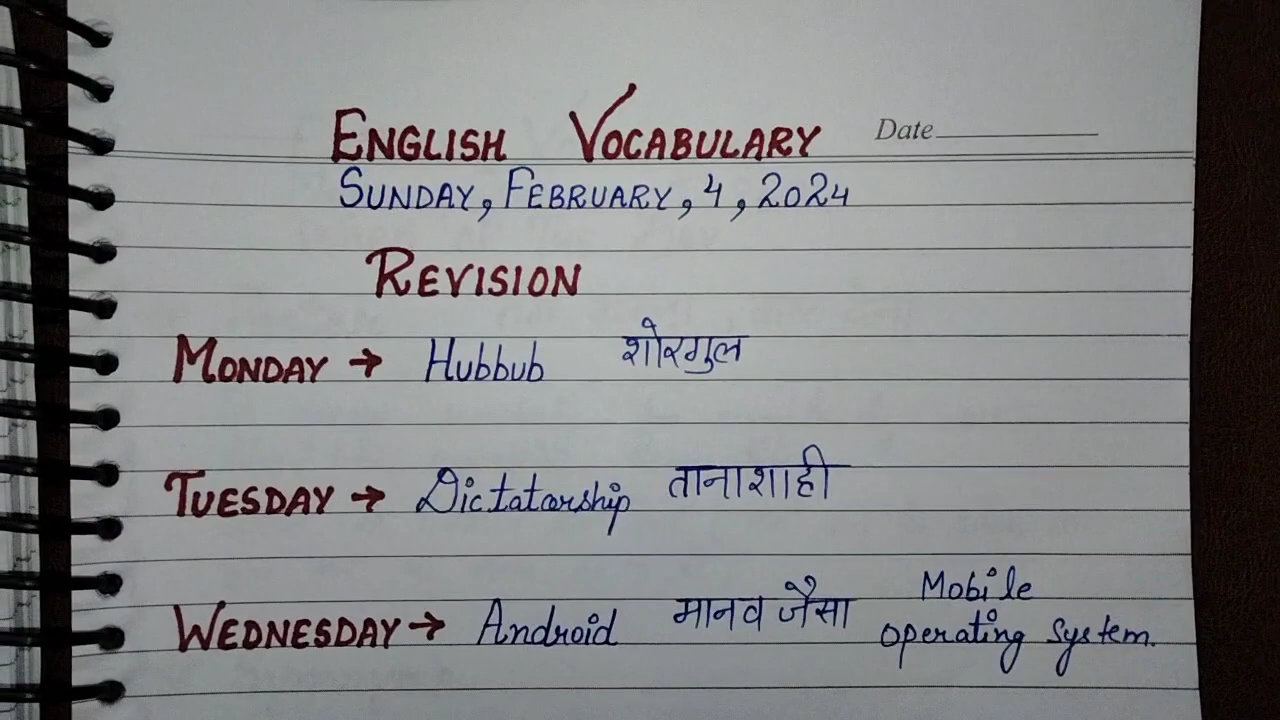 ENGLISH VOCABULARY Date
SUNDAY, FEBRUARY, 4, 2024
REVISION
MONDAY → Hubbub शोरगुल
TUESDAY → Dictatorship तानाशाही
WEDNESDAY → Android मानव जैसा Mobile operating system.